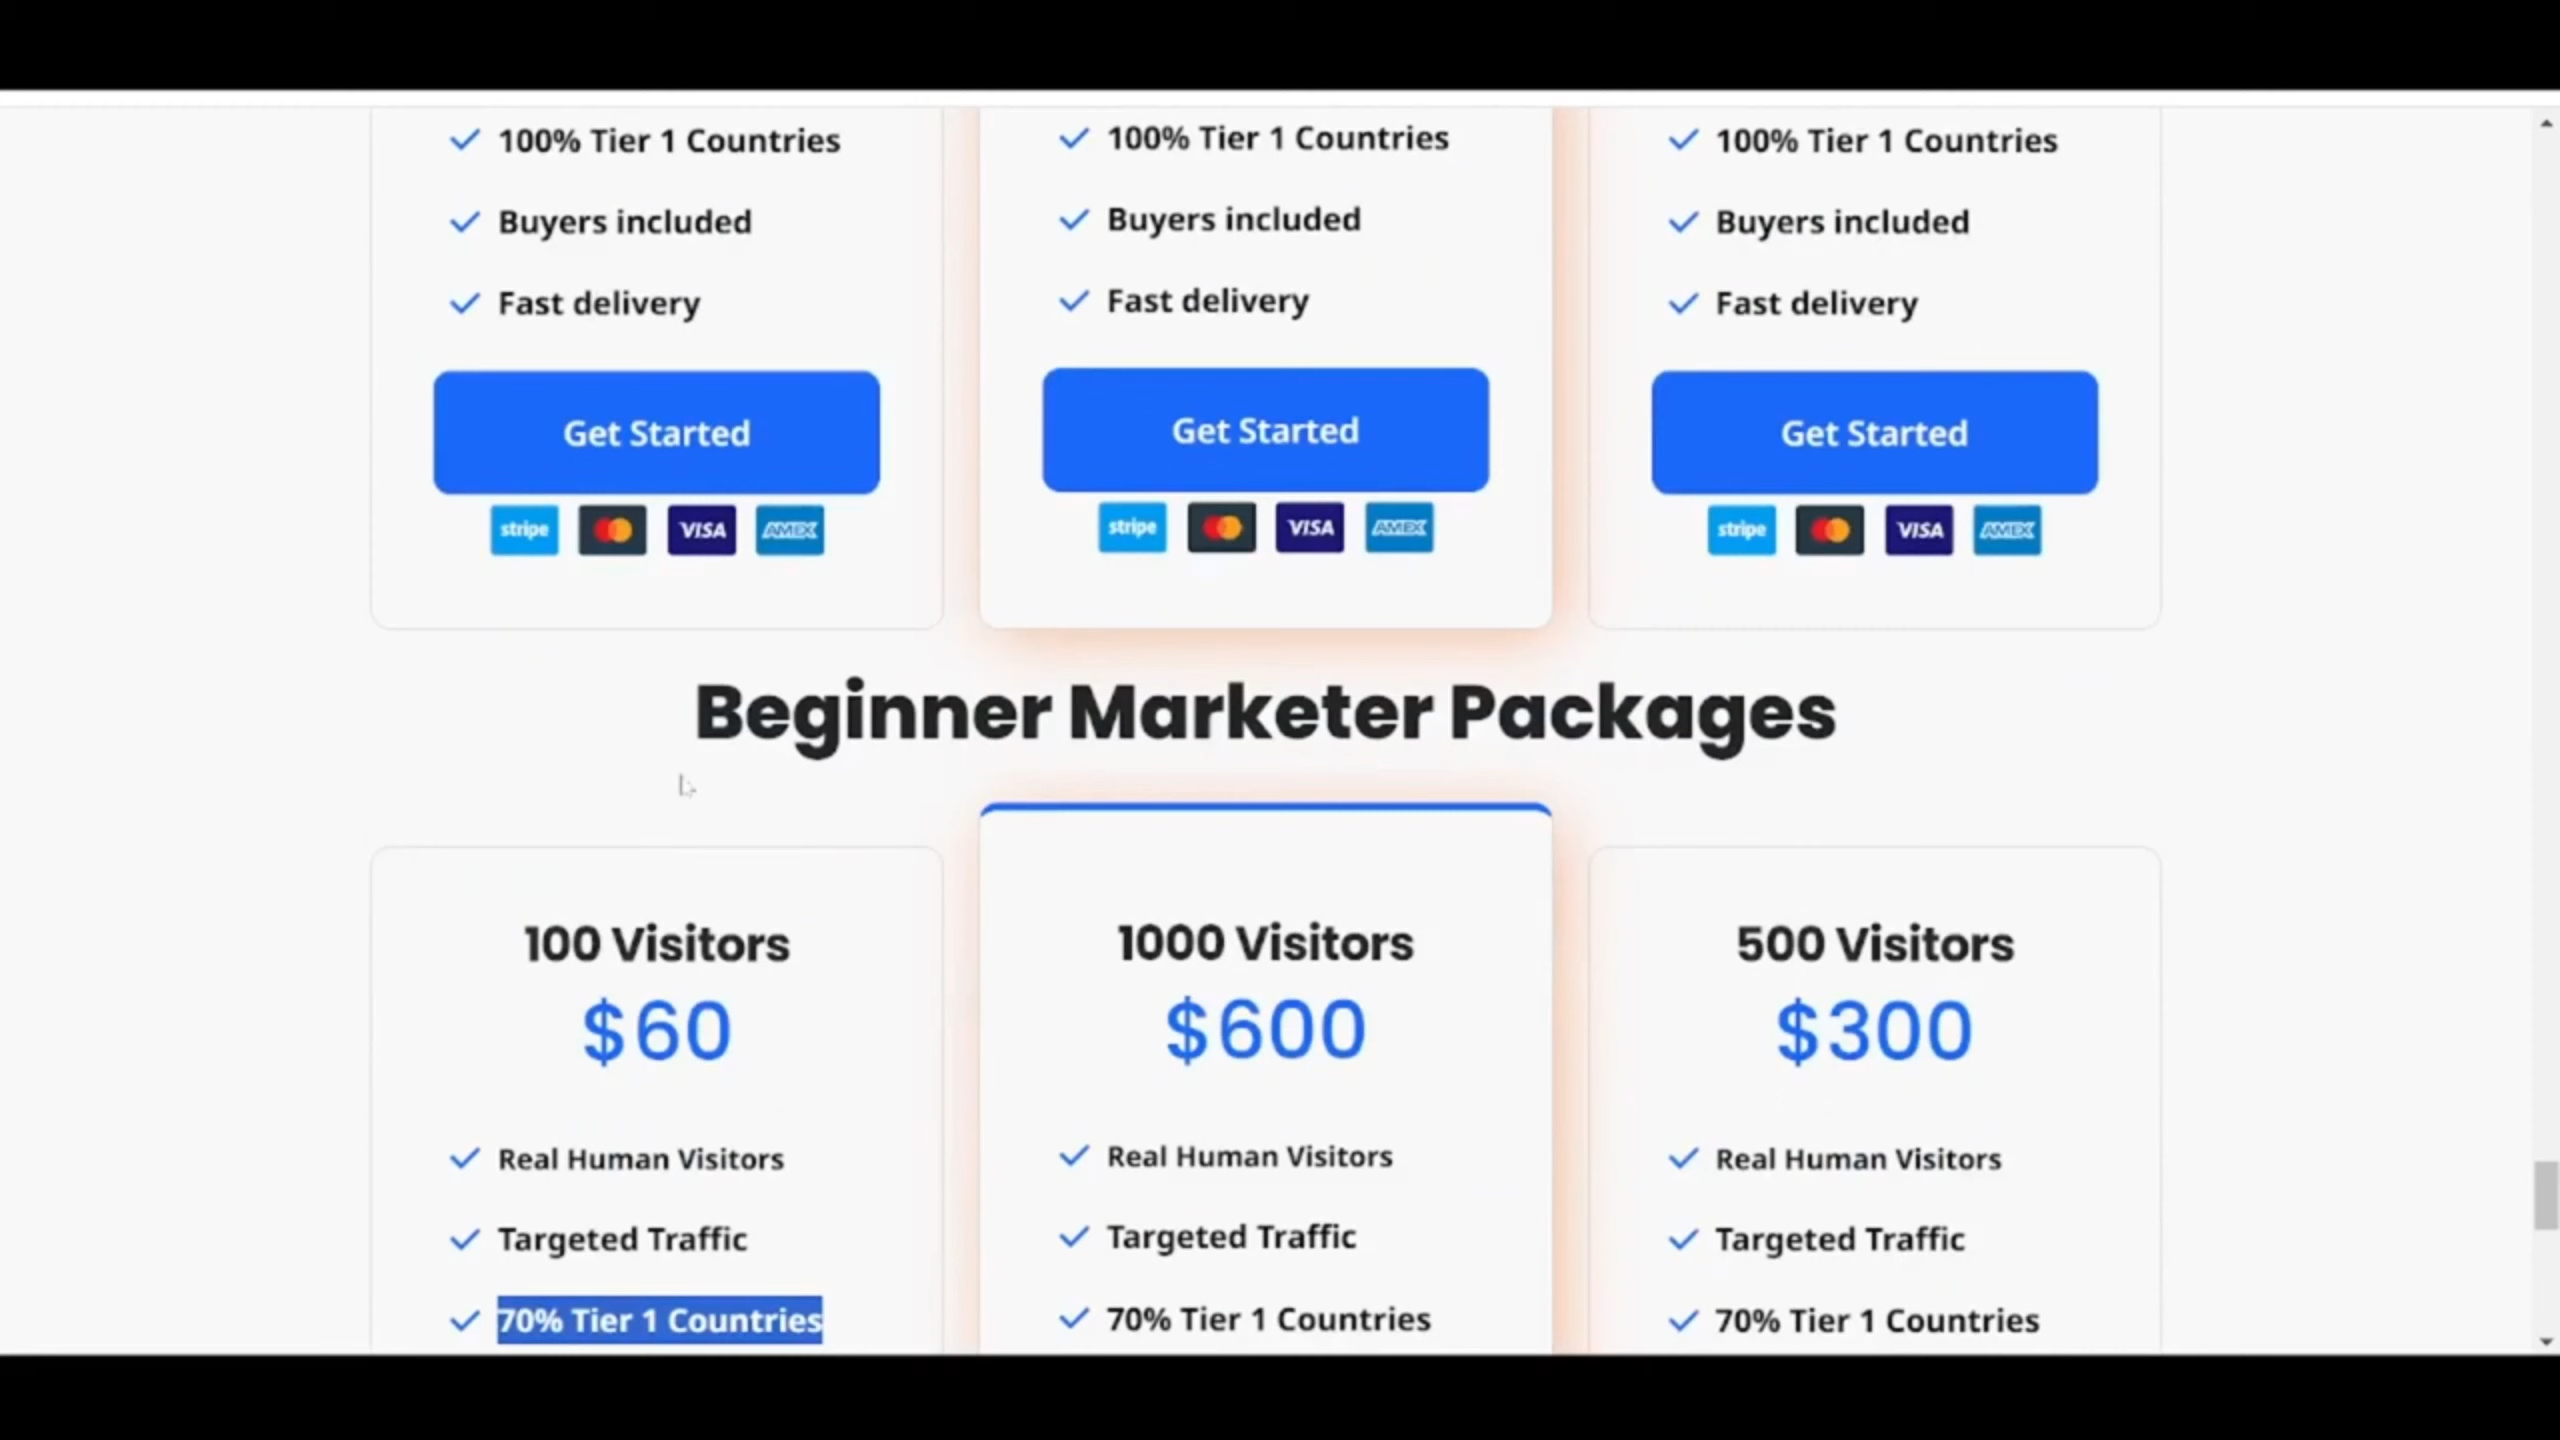 100% Tier 1 Countries
Buyers included
Fast delivery
Get Started
stripe VISA AMEX
100% Tier 1 Countries
Buyers included
Fast delivery
Get Started
stripe VISA AMEX
100% Tier 1 Countries
Buyers included
Fast delivery
Get Started
stripe VISA AMEX
Beginner Marketer Packages
100 Visitors
$60
Real Human Visitors
Targeted Traffic
70% Tier 1 Countries
1000 Visitors
$600
Real Human Visitors
Targeted Traffic
70% Tier 1 Countries
500 Visitors
$300
Real Human Visitors
Targeted Traffic
70% Tier 1 Countries